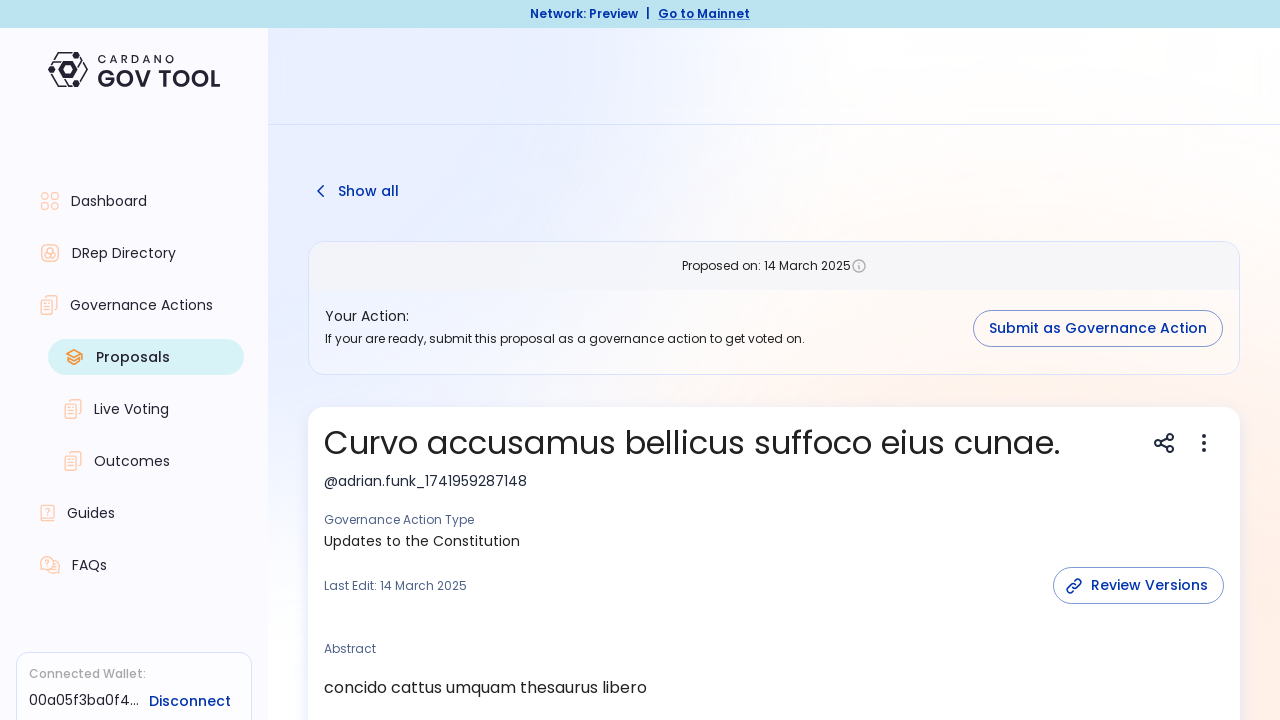 Network: Preview | Go to Mainnet
CARDANO
GOV TOOL
Dashboard
DRep Directory
Governance Actions
Proposals
Live Voting
Outcomes
Guides
FAQs
Connected Wallet:
00a05f3ba0f4... Disconnect
Show all
Proposed on: 14 March 2025
Your Action:
If your are ready, submit this proposal as a governance action to get voted on.
Submit as Governance Action
Curvo accusamus bellicus suffoco eius cunae.
@adrian.funk_1741959287148
Governance Action Type
Updates to the Constitution
Last Edit: 14 March 2025
Review Versions
Abstract
concido cattus umquam thesaurus libero